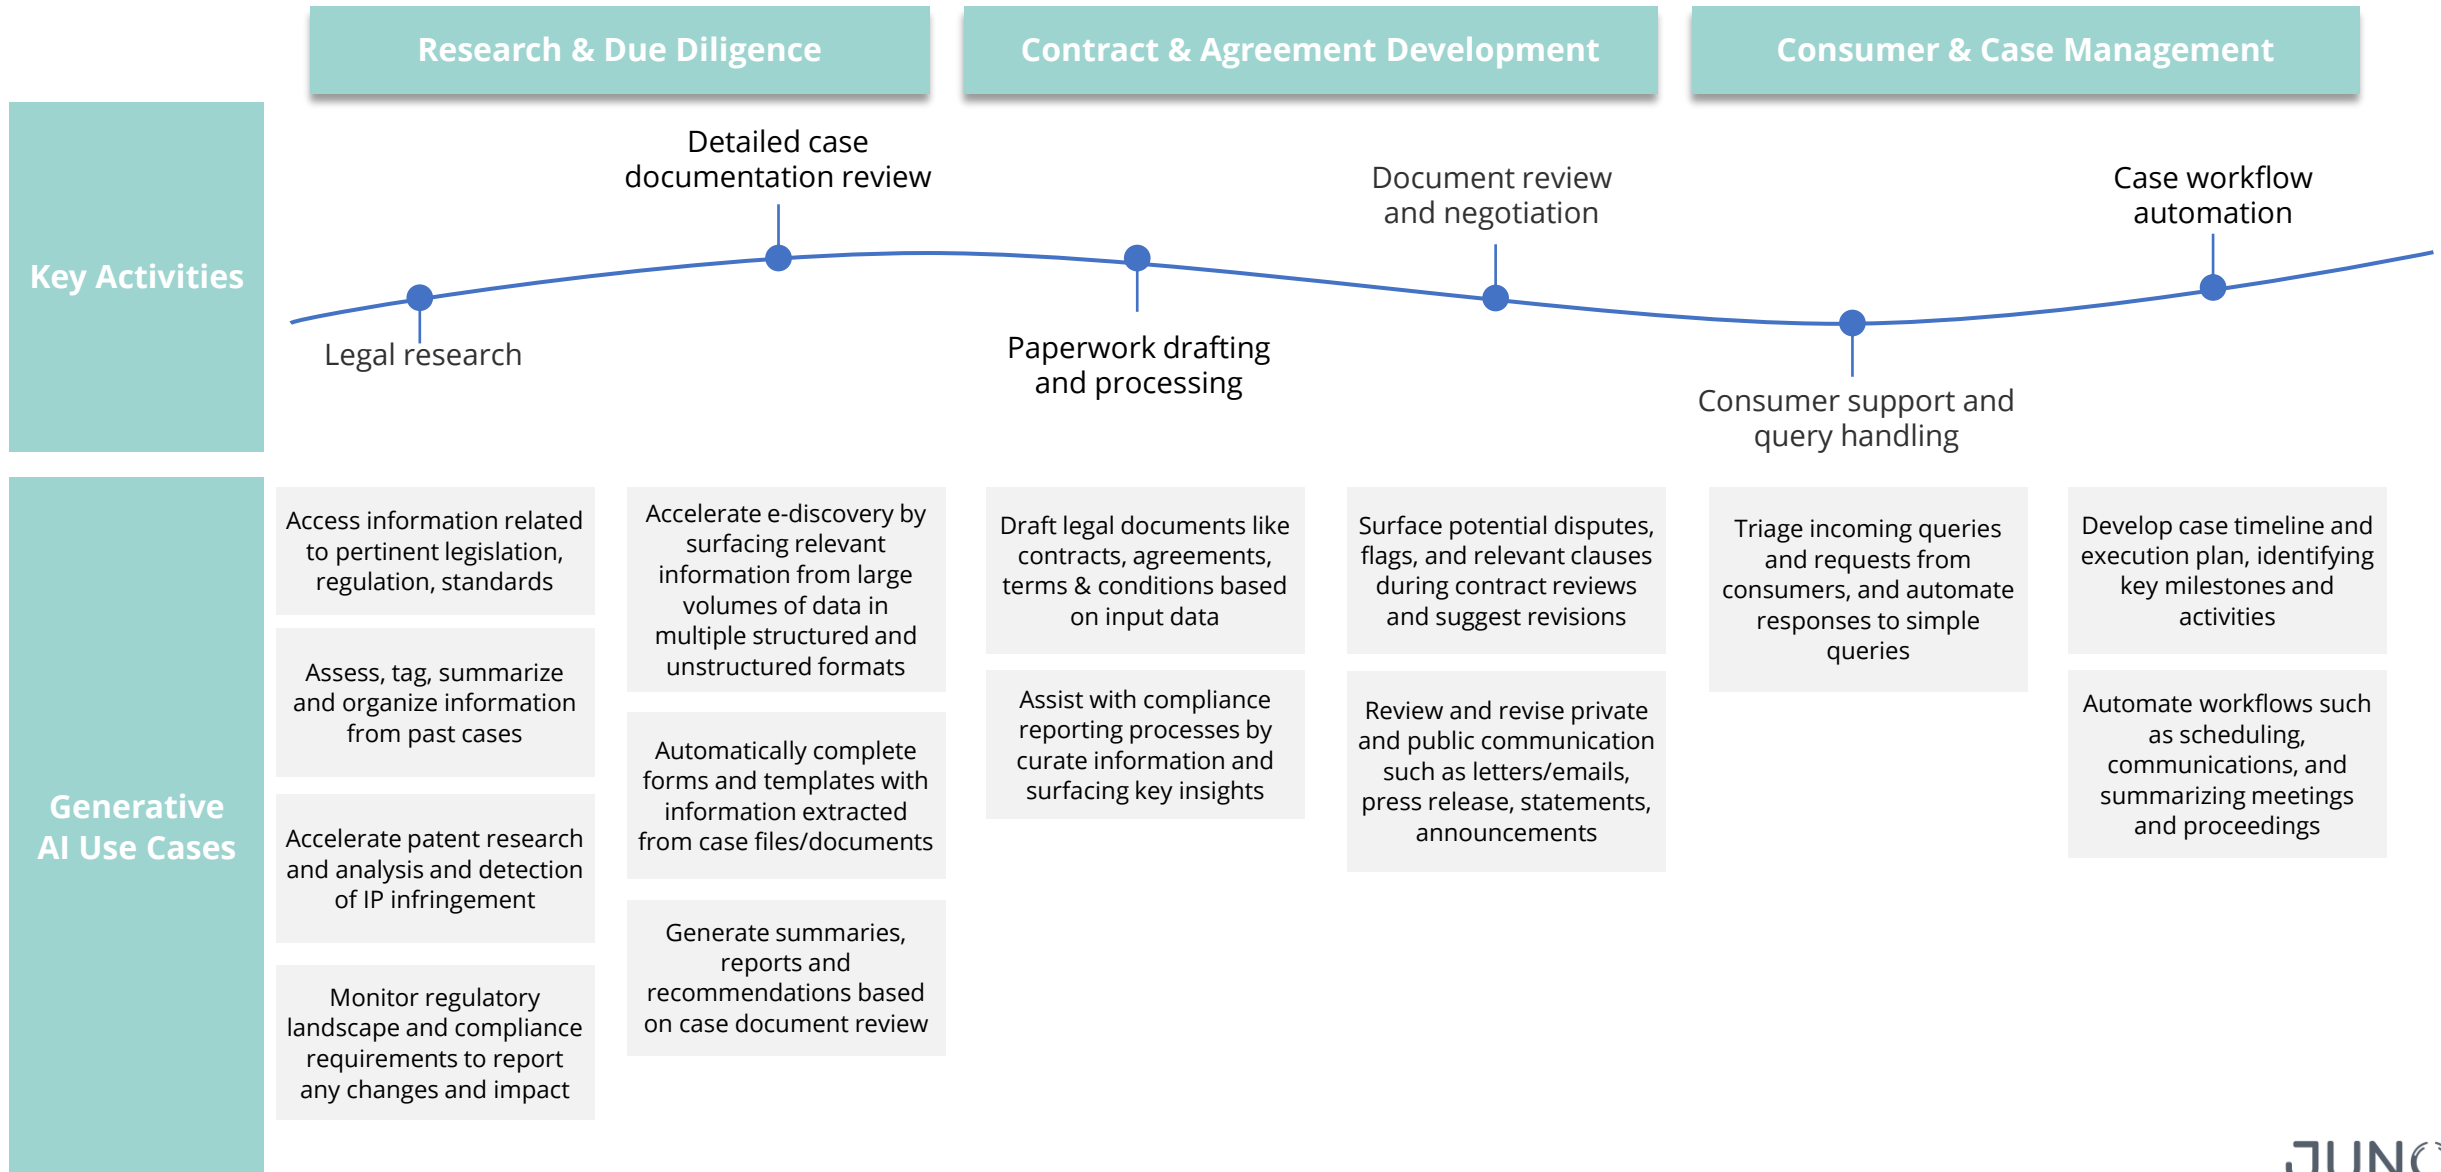 Research & Due Diligence
Contract & Agreement Development
Consumer & Case Management
Key Activities
Legal research
Detailed case
documentation review
Paperwork drafting
and processing
Document review
and negotiation
Consumer support and
query handling
Case workflow
automation
Generative
AI Use Cases
Access information related
to pertinent legislation,
regulation, standards
Assess, tag, summarize
and organize information
from past cases
Accelerate patent research
and analysis and detection
of IP infringement
Monitor regulatory
landscape and compliance
requirements to report
any changes and impact
Accelerate e-discovery by
surfacing relevant
information from large
volumes of data in
multiple structured and
unstructured formats
Automatically complete
forms and templates with
information extracted
from case files/documents
Generate summaries,
reports and
recommendations based
on case document review
Draft legal documents like
contracts, agreements,
terms & conditions based
on input data
Assist with compliance
reporting processes by
curate information and
surfacing key insights
Surface potential disputes,
flags, and relevant clauses
during contract reviews
and suggest revisions
Review and revise private
and public communication
such as letters/emails,
press release, statements,
announcements
Triage incoming queries
and requests from
consumers, and automate
responses to simple
queries
Develop case timeline and
execution plan, identifying
key milestones and
activities
Automate workflows such
as scheduling,
communications, and
summarizing meetings
and proceedings